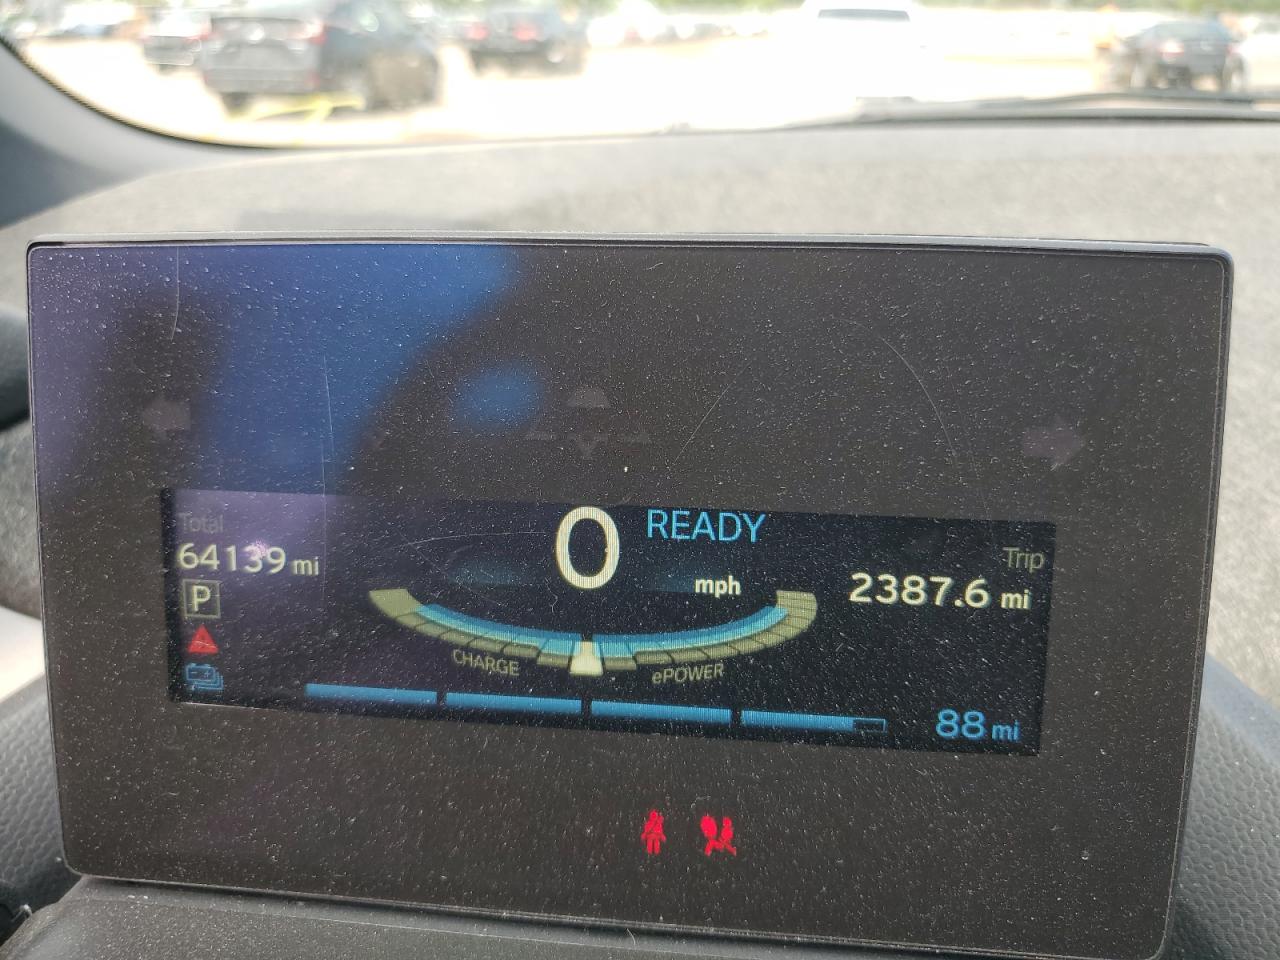 Total
64139 mi
P
0
READY
mph
Trip
2387.6 mi
CHARGE
ePOWER
88 mi